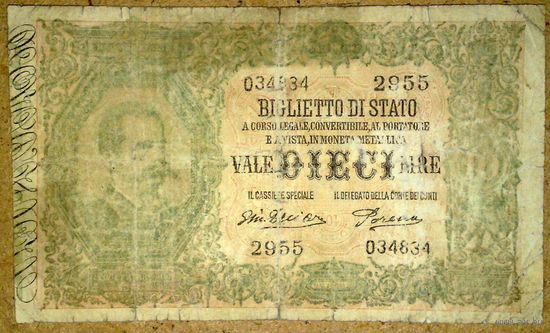 034834 2955
BIGLIETTO DI STATO
A CORSO LEGALE, CONVERTIBILE, AL PORTATORE
E A VISTA, IN MONETA METALLICA
VALE DIECI LIRE
IL CASSIERE SPECIALE IL DELEGATO DELLA CORTE DEI CONTI
2955 034834